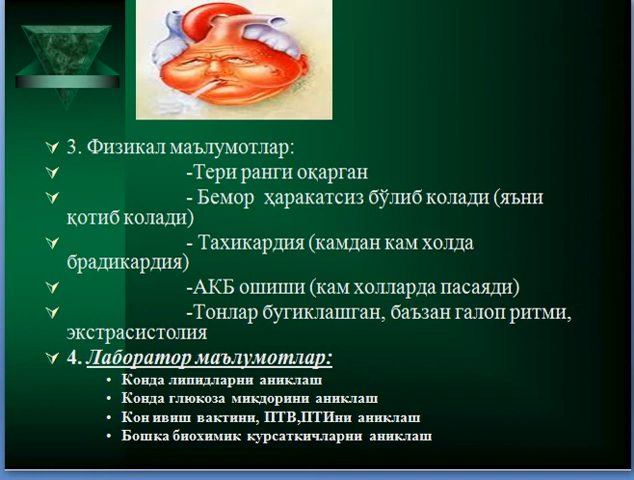 3. Физикал маълумотлар:
-Тери ранги оқарган
- Бемор ҳаракатсиз бўлиб колади (яъни
қотиб колади)
- Тахикардия (камдан кам холда
брадикардия)
-АКБ ошиши (кам холларда пасаяди)
-Тонлар бугиклашган, баъзан галоп ритми,
экстрасистолия
4. Лаборатор маълумотлар:
• Конда липидларни аниклаш
• Конда глюкоза микдорини аниклаш
• Кон ивиш вактини, ПТВ,ПТИни аниклаш
• Бошка биохимик курсаткичларни аниклаш